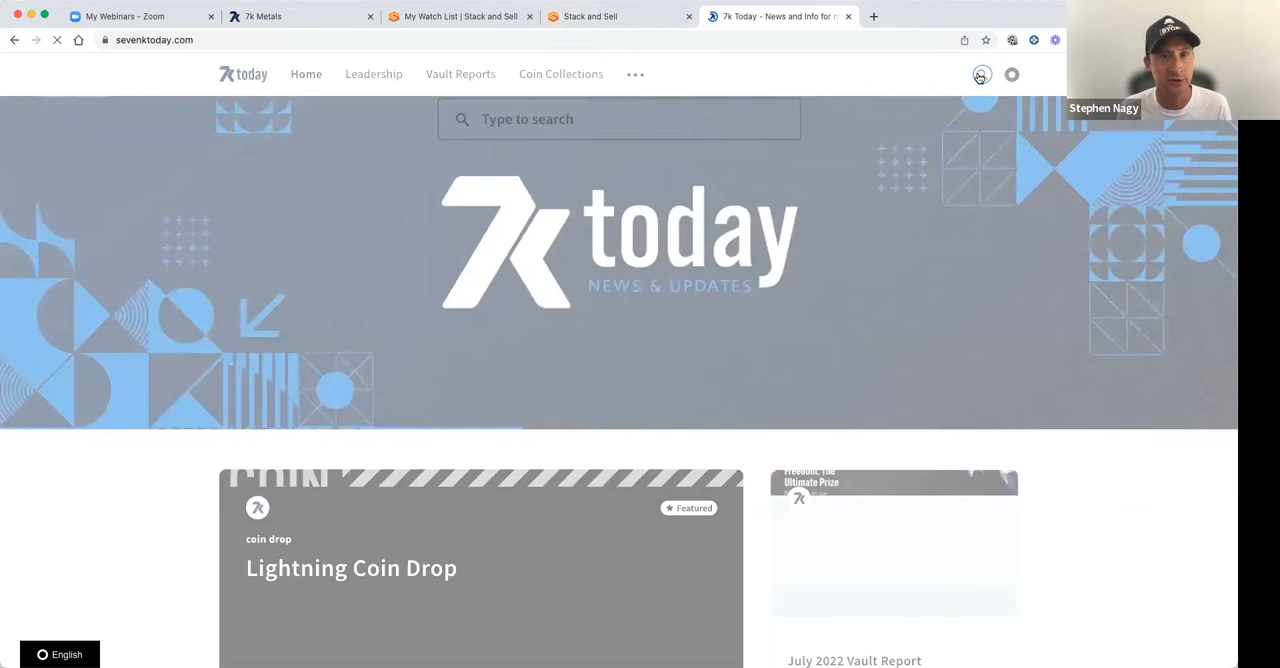 My Webinars - Zoom
7k Metals
My Watch List | Stack and Sell
Stack and Sell
7k Today - News and Info for
sevenktoday.com
7k today
Home
Leadership
Vault Reports
Coin Collections
Stephen Nagy
Type to search
7k today
NEWS & UPDATES
COIN
Featured
coin drop
Lightning Coin Drop
Freedom. The
Ultimate Prize
July 2022 Vault Report
English